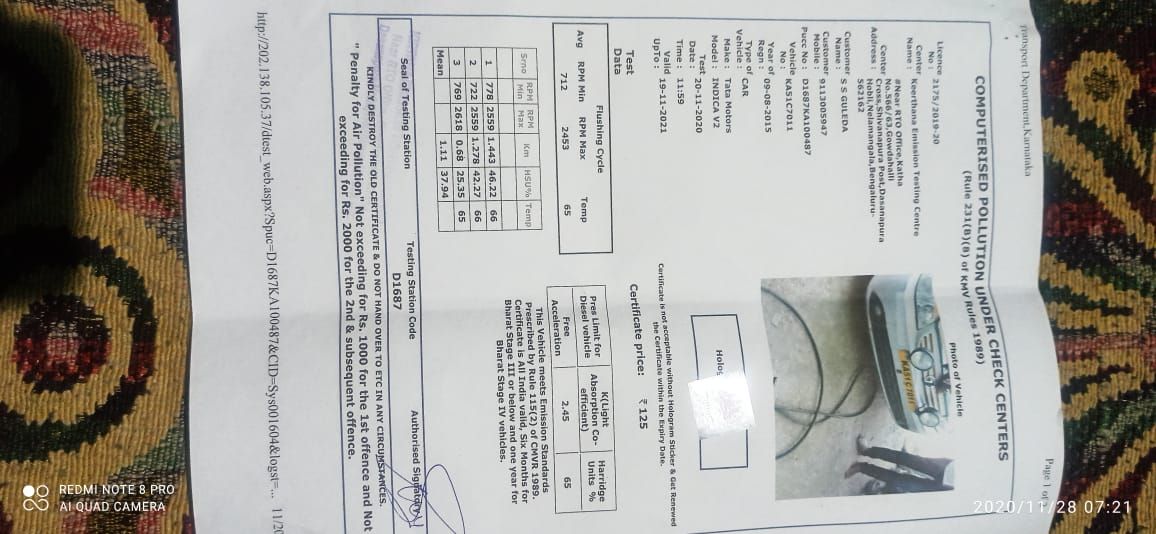 Transport Department,Karnataka
Page 1 of
COMPUTERISED POLLUTION UNDER CHECK CENTERS
(Rule 231(B)(8) of KMV Rules 1989)
Licence No : 2175/2019-20
Center Name : Keerthana Emission Testing Centre
Center Address : #Near RTO Office,Katha
No.566/63,Gowdahalli
Cross,Shivanapura Post,Dasanapura
Hobli,Nelamangala,Bengaluru-
562162
Customer Name : S S GULEDA
Customer Mobile : 9113005947
Pucc No : D1687KA100487
Vehicle No : KA51C7011
Year of Regn : 09-08-2015
Type of Vehicle : CAR
Make : Tata Motors
Model : INDICA V2
Test Date : 20-11-2020
Time : 11:59
Valid UpTo : 19-11-2021
Photo of Vehicle
KA51C7011
Holog
Certificate is not acceptable without Hologram Sticker & Get Renewed
the Certificate within the Expiry Date.
Certificate price: ₹ 125
Test Data
Flushing Cycle
Avg RPM Min RPM Max Temp
712 2453 65
Srno RPM Min RPM Max Km HSU% Temp
1 778 2559 1.443 46.22 66
2 722 2559 1.278 42.27 66
3 769 2618 0.68 25.35 65
Mean 1.11 37.94
Pres Limit for Diesel vehicle K(Light Absorption Co-efficient) Harridge Units %
Free Acceleration 2.45 65
This Vehicle meets Emission Standards
Prescribed by Rule 115(2) of CMVR 1989.
Certificate is All India valid, Six Months for
Bharat Stage III or below and one year for
Bharat Stage IV vehicles.
Seal of Testing Station
Testing Station Code
D1687
Authorised Signatory
KINDLY DESTROY THE OLD CERTIFICATE & DO NOT HAND OVER TO ETC IN ANY CIRCUMSTANCES.
" Penalty for Air Pollution" Not exceeding for Rs. 1000 for the 1st offence and Not
exceeding for Rs. 2000 for the 2nd & subsequent offence.
http://202.138.105.37/dtest_web.aspx?Spuc=D1687KA100487&CID=Sys001604&logst=... 11/20
REDMI NOTE 8 PRO
AI QUAD CAMERA
2020/11/28 07:21